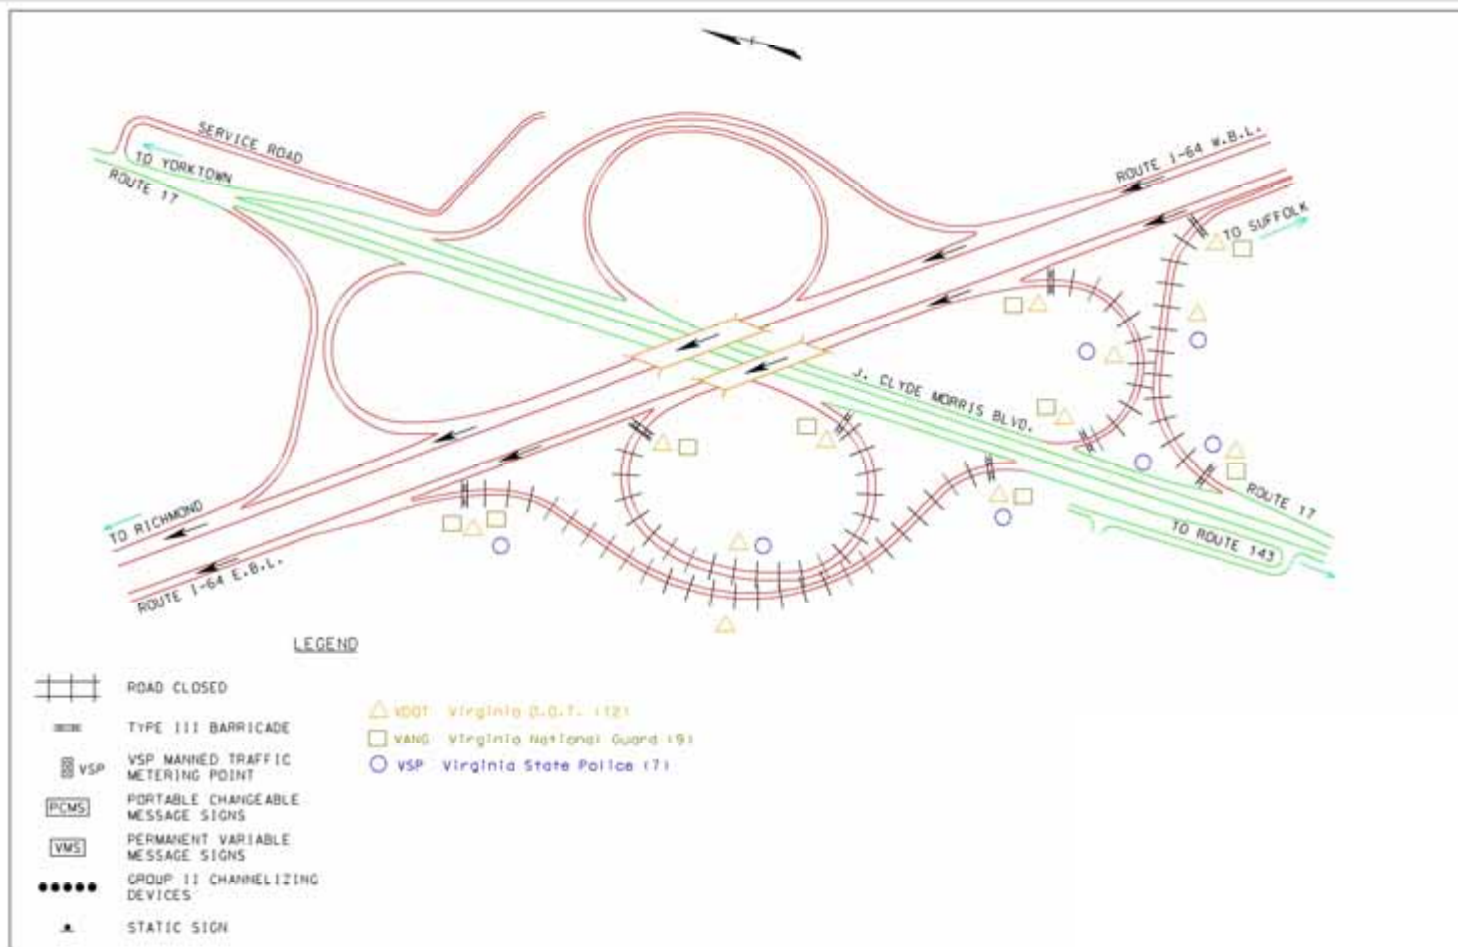 ROUTE I-64 W.B.L.
SERVICE ROAD
TO YORKTOWN
ROUTE 17
TO SUFFOLK
J. CLYDE MORRIS BLVD.
ROUTE 17
TO ROUTE 143
TO RICHMOND
ROUTE I-64 E.B.L.
LEGEND
ROAD CLOSED
TYPE III BARRICADE
VSP
VSP MANNED TRAFFIC
METERING POINT
PCMS
PORTABLE CHANGEABLE
MESSAGE SIGNS
VMS
PERMANENT VARIABLE
MESSAGE SIGNS
GROUP II CHANNELIZING
DEVICES
STATIC SIGN
VDOT Virginia D.O.T. (12)
VANG Virginia National Guard (9)
VSP Virginia State Police (7)